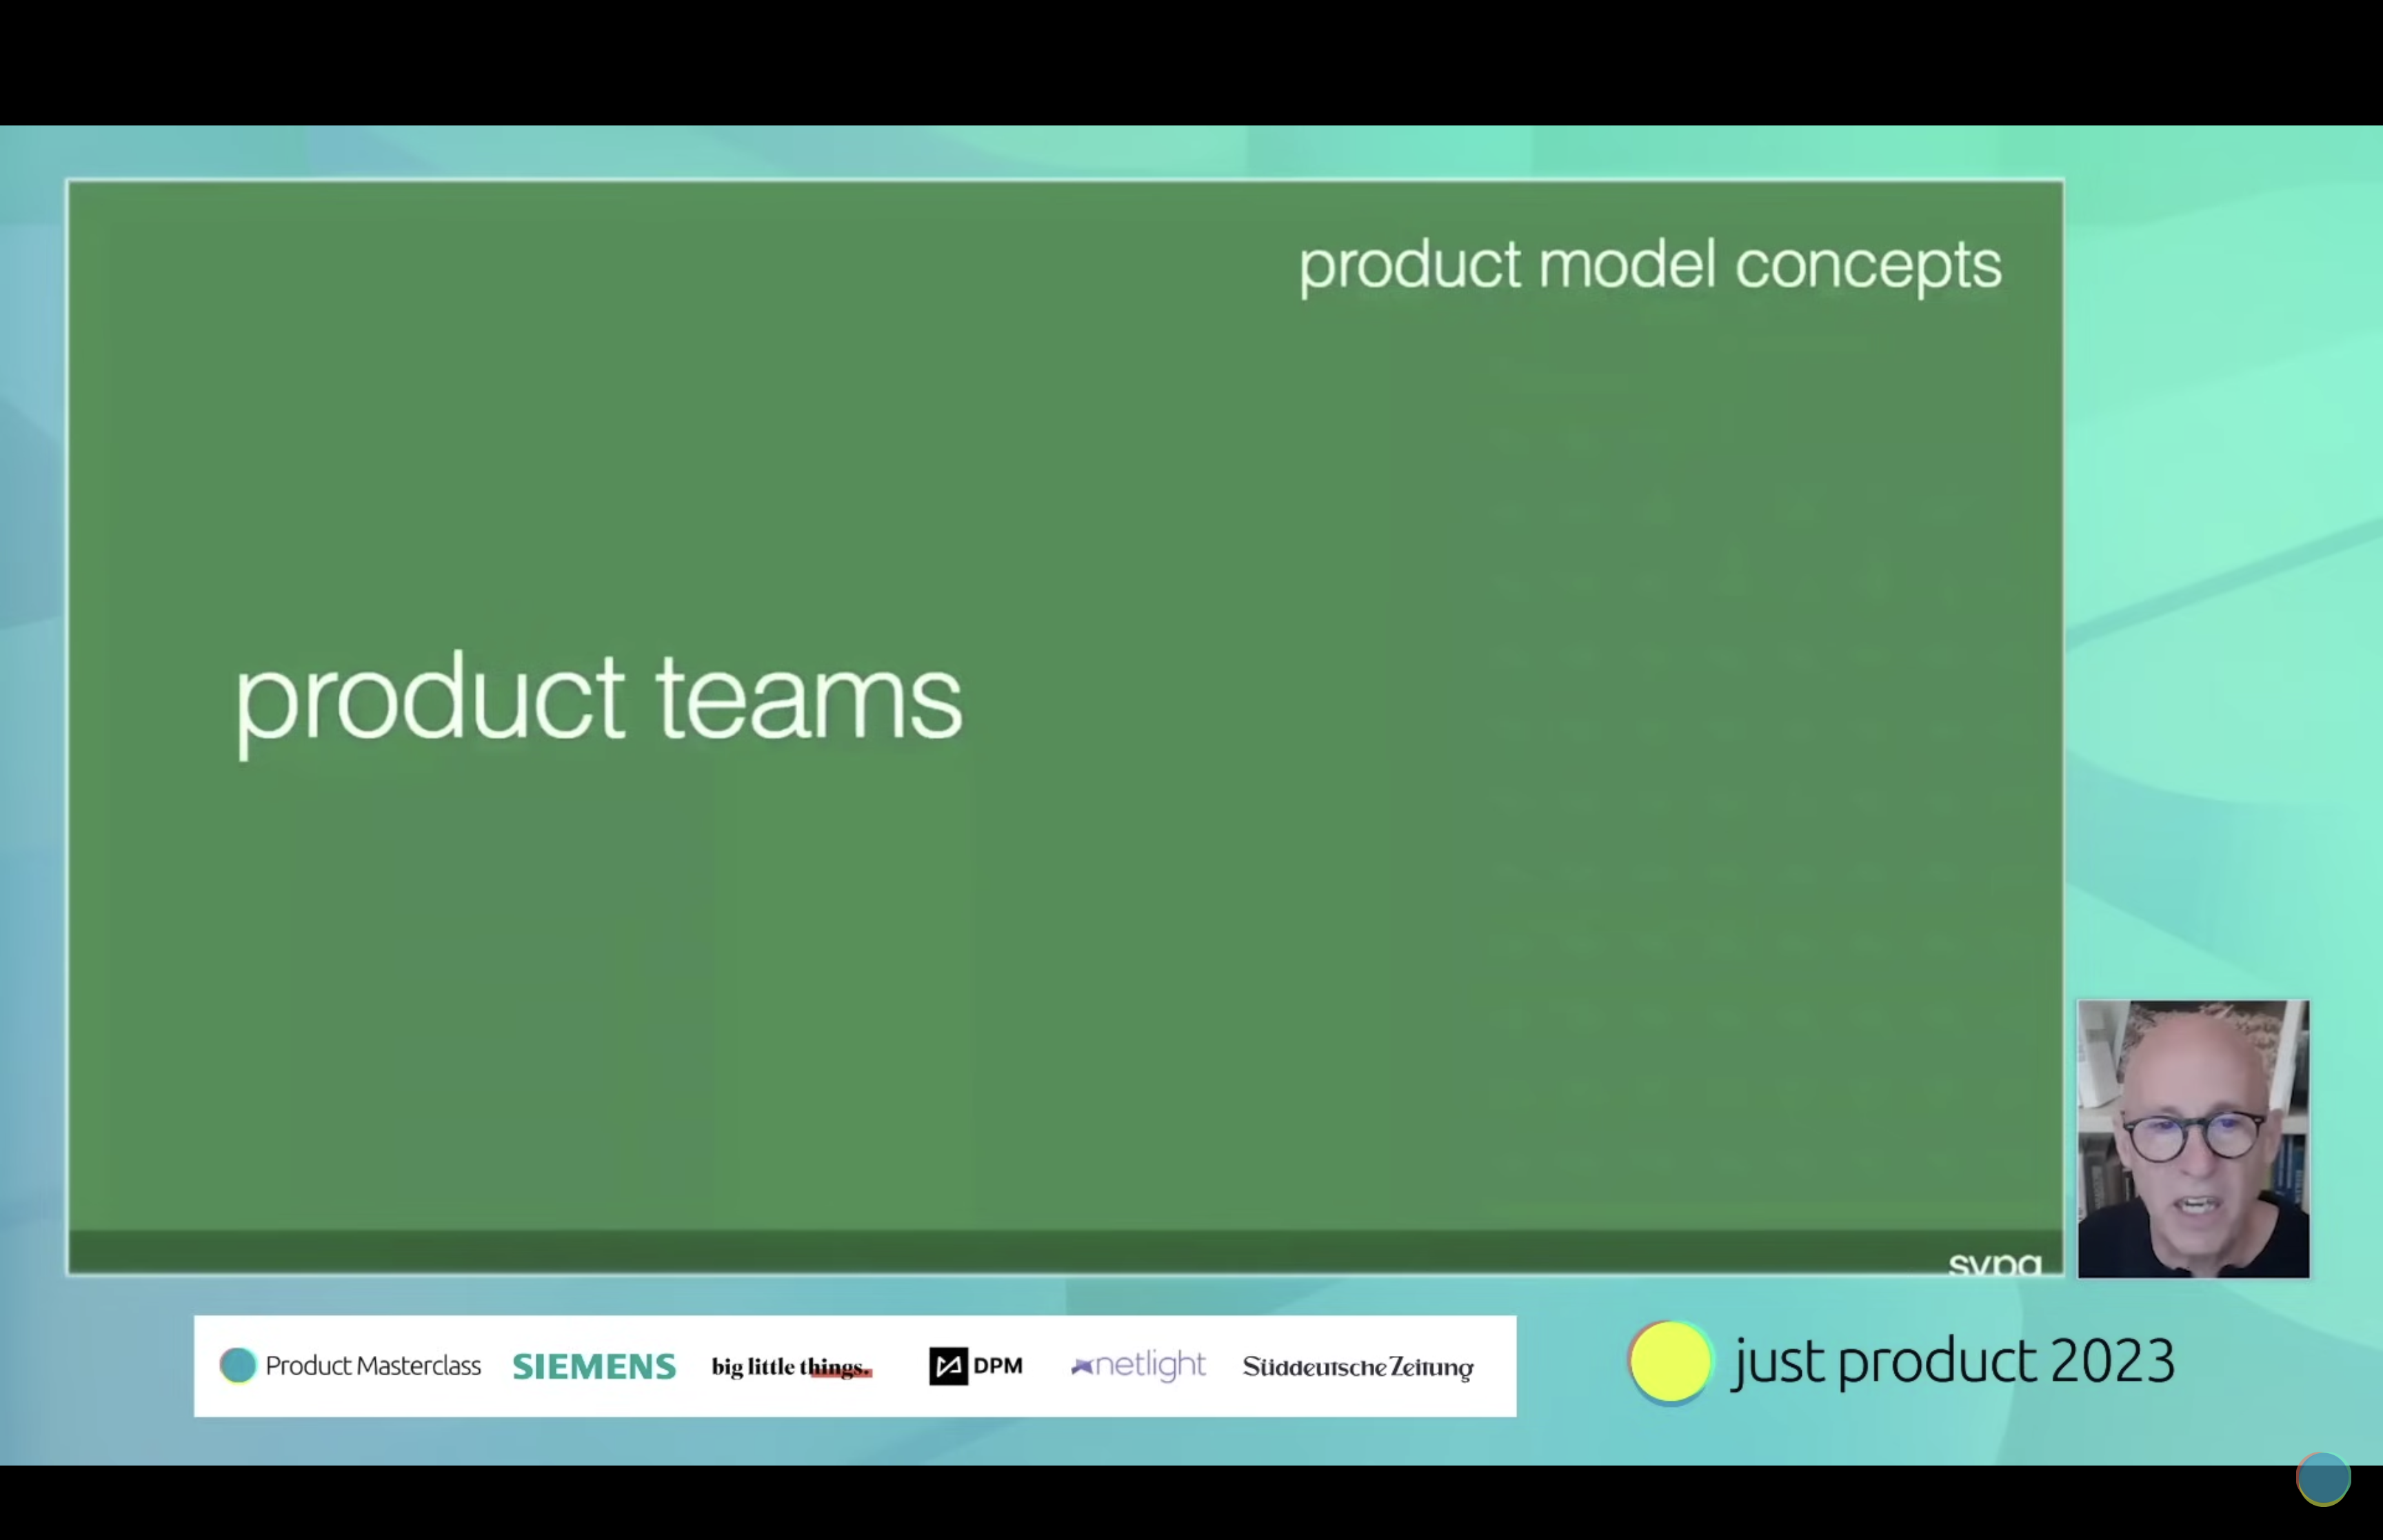 product model concepts
product teams
svpg
Product Masterclass
SIEMENS
big little things.
DPM
netlight
Süddeutsche Zeitung
just product 2023